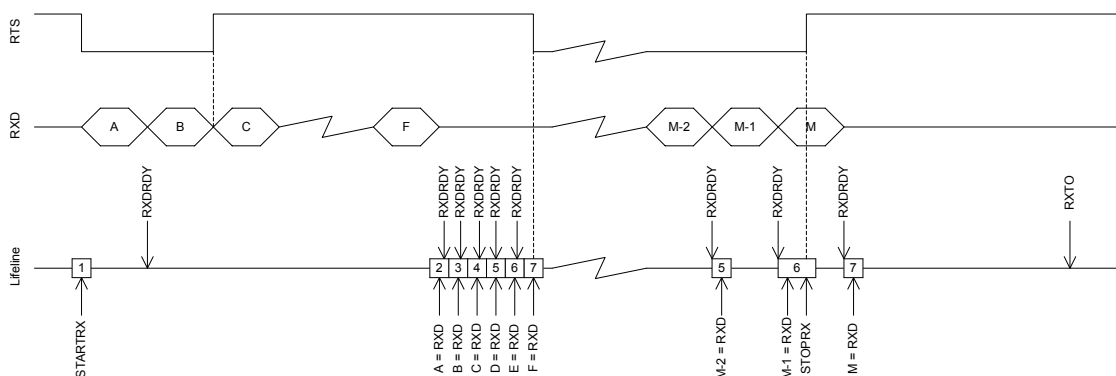 RTS
RXD
A
B
C
F
M-2
M-1
M
RXDRDY
RXDRDY
RXDRDY
RXDRDY
RXDRDY
RXDRDY
RXDRDY
RXDRDY
RXDRDY
RXTO
Lifeline
1
2
3
4
5
6
7
5
6
7
STARTRX
A = RXD
B = RXD
C = RXD
D = RXD
E = RXD
F = RXD
M-2 = RXD
M-1 = RXD
STOPRX
M = RXD